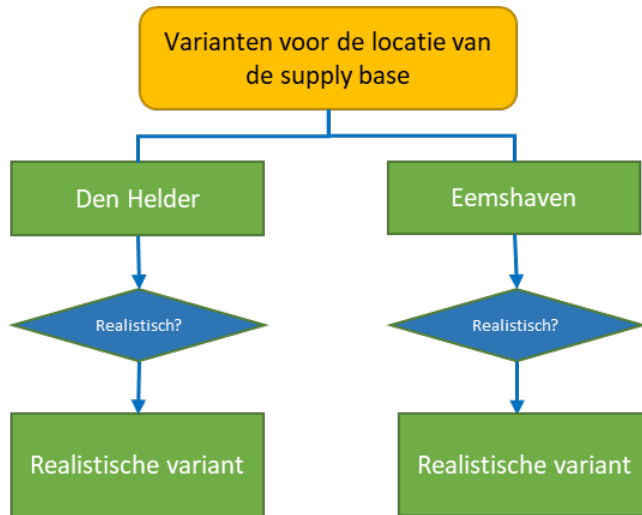 Varianten voor de locatie van
de supply base
Den Helder
Eemshaven
Realistisch?
Realistisch?
Realistische variant
Realistische variant